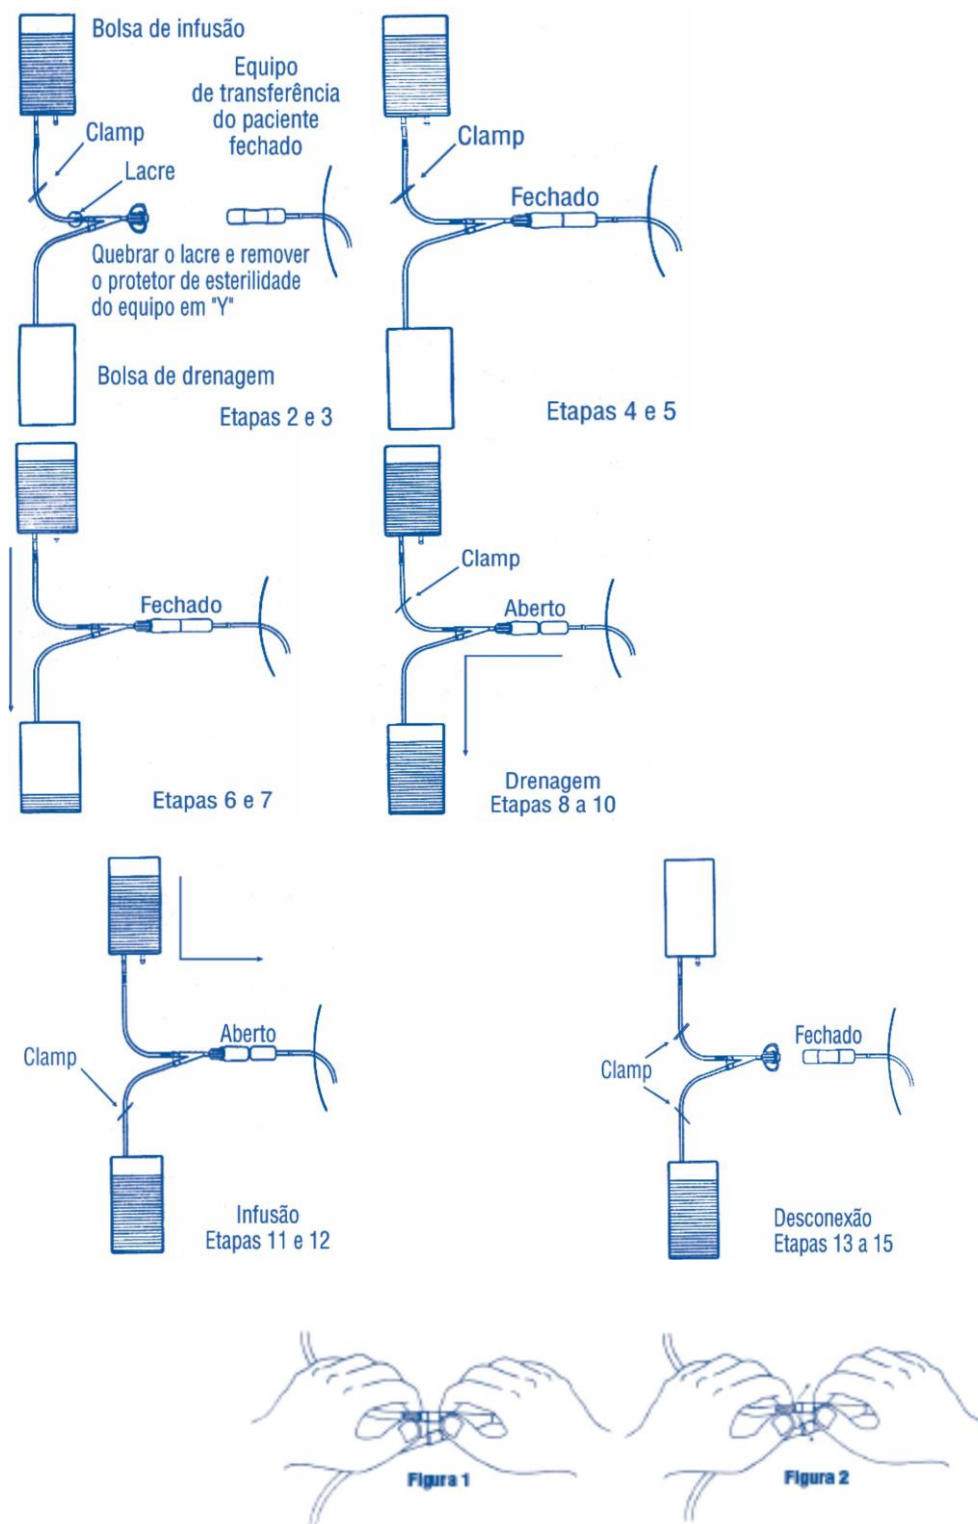 Bolsa de infusão
Equipo
de transferência
do paciente
fechado
Clamp
Lacre
Quebrar o lacre e remover
o protetor de esterilidade
do equipo em "Y"
Bolsa de drenagem
Etapas 2 e 3
Clamp
Fechado
Etapas 4 e 5
Fechado
Etapas 6 e 7
Clamp
Aberto
Drenagem
Etapas 8 a 10
Aberto
Clamp
Infusão
Etapas 11 e 12
Fechado
Clamp
Desconexão
Etapas 13 a 15
Figura 1
Figura 2